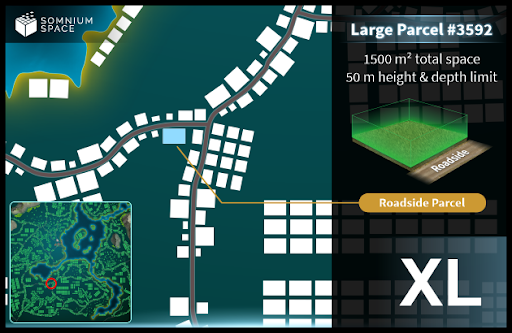 SOMNIUM
SPACE
Large Parcel #3592
1500 m² total space
50 m height & depth limit
Roadside
Roadside Parcel
XL